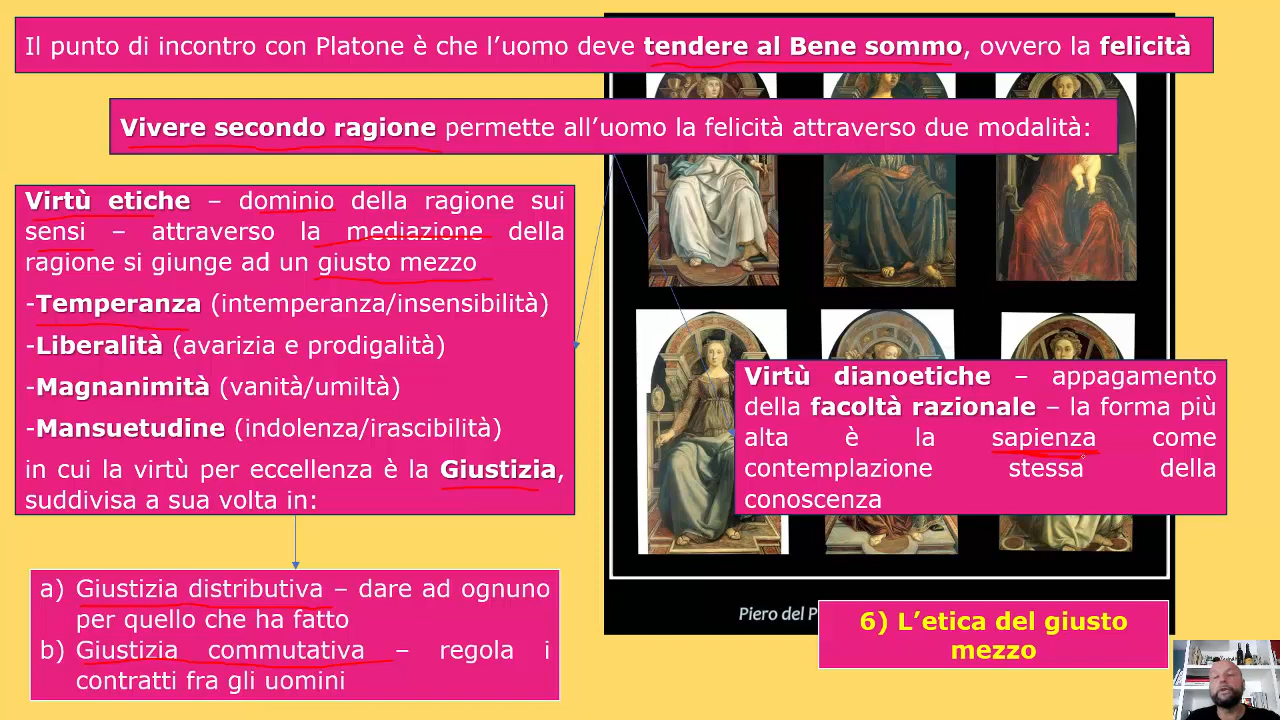 Il punto di incontro con Platone è che l’uomo deve tendere al Bene sommo, ovvero la felicità
Vivere secondo ragione permette all’uomo la felicità attraverso due modalità:
Virtù etiche – dominio della ragione sui
sensi – attraverso la mediazione della
ragione si giunge ad un giusto mezzo
-Temperanza (intemperanza/insensibilità)
-Liberalità (avarizia e prodigalità)
-Magnanimità (vanità/umiltà)
-Mansuetudine (indolenza/irascibilità)
in cui la virtù per eccellenza è la Giustizia,
suddivisa a sua volta in:
a) Giustizia distributiva – dare ad ognuno
per quello che ha fatto
b) Giustizia commutativa – regola i
contratti fra gli uomini
Virtù dianoetiche – appagamento
della facoltà razionale – la forma più
alta è la sapienza come
contemplazione stessa della
conoscenza
Piero del
6) L’etica del giusto
mezzo